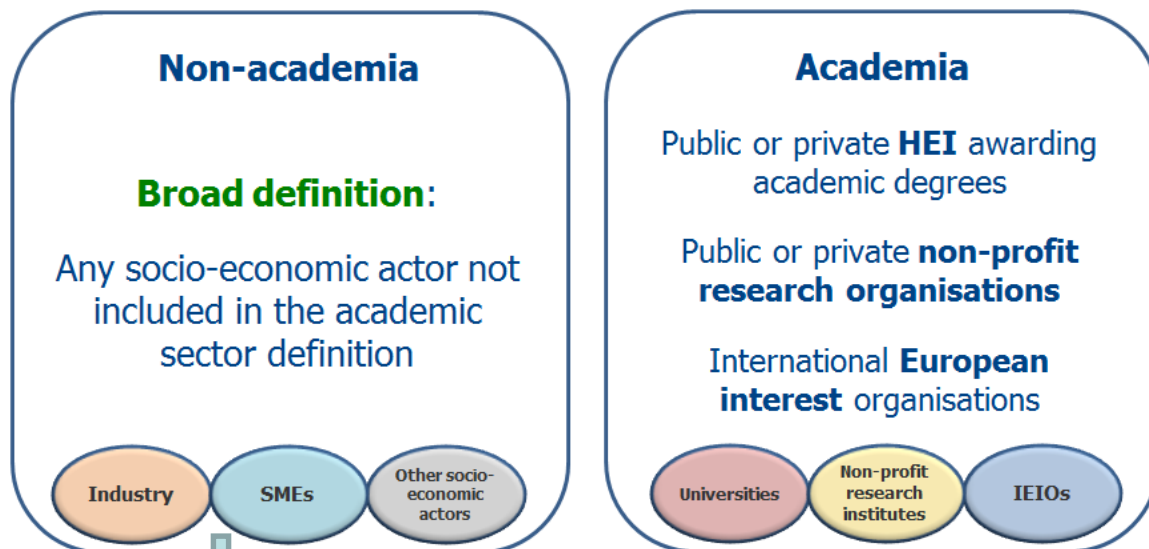 Non-academia
Broad definition:
Any socio-economic actor not
included in the academic
sector definition
Industry
SMEs
Other socio-
economic
actors
Academia
Public or private HEI awarding
academic degrees
Public or private non-profit
research organisations
International European
interest organisations
Universities
Non-profit
research
institutes
IEIOs